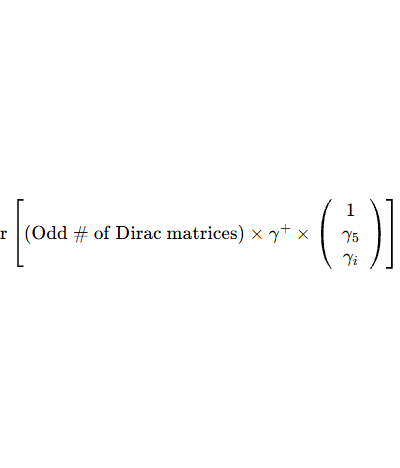 r [(Odd # of Dirac matrices) × γ⁺ × ( 1
γ₅
γᵢ )]